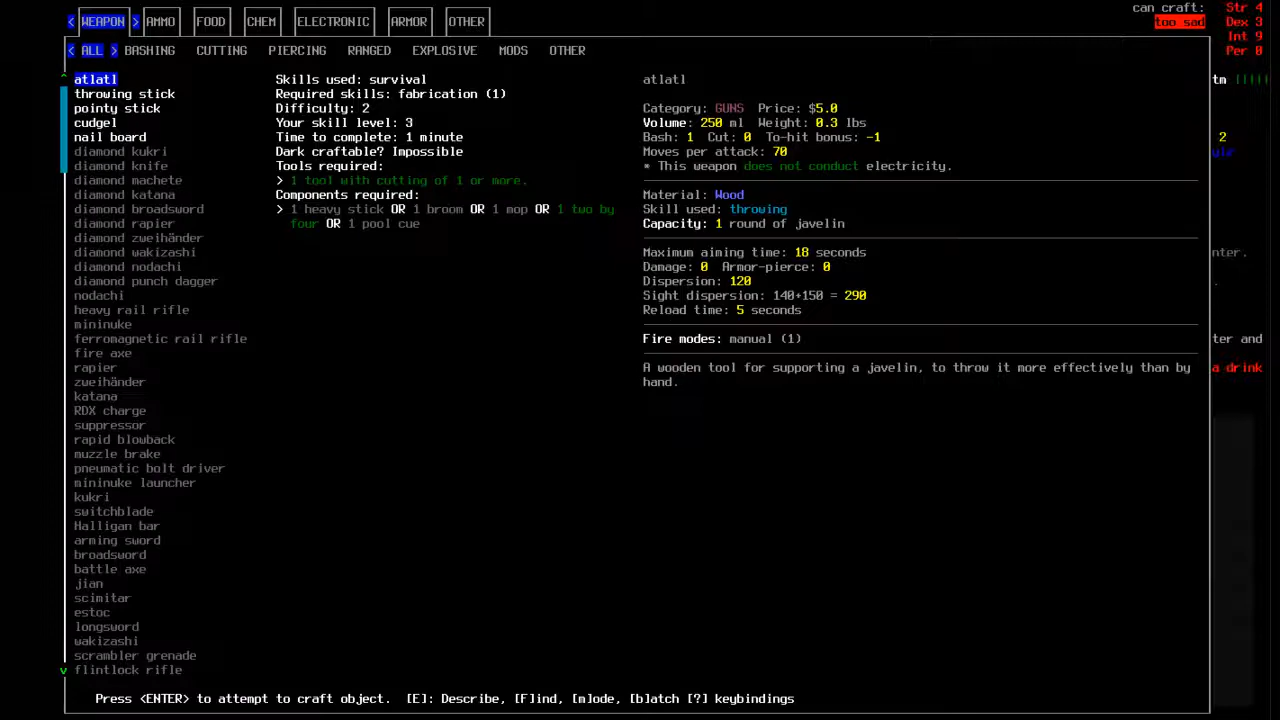 can craft: Str 4
< WEAPON > AMMO FOOD CHEM ELECTRONIC ARMOR OTHER too sad Dex 3
Int 9
< ALL > BASHING CUTTING PIERCING RANGED EXPLOSIVE MODS OTHER Per 0
^ atlatl Skills used: survival atlatl tm ||||
throwing stick Required skills: fabrication (1)
pointy stick Difficulty: 2 Category: GUNS Price: $5.0
cudgel Your skill level: 3 Volume: 250 ml Weight: 0.3 lbs
nail board Time to complete: 1 minute Bash: 1 Cut: 0 To-hit bonus: -1 2
diamond kukri Dark craftable? Impossible Moves per attack: 70 yle
diamond knife Tools required: * This weapon does not conduct electricity.
diamond machete > 1 tool with cutting of 1 or more.
diamond katana Components required: Material: Wood
diamond broadsword > 1 heavy stick OR 1 broom OR 1 mop OR 1 two by Skill used: throwing
diamond rapier four OR 1 pool cue Capacity: 1 round of javelin
diamond zweihänder
diamond wakizashi Maximum aiming time: 18 seconds nter.
diamond nodachi Damage: 0 Armor-pierce: 0
diamond punch dagger Dispersion: 120 .
nodachi Sight dispersion: 140+150 = 290
heavy rail rifle Reload time: 5 seconds
mininuke
ferromagnetic rail rifle Fire modes: manual (1) ter and
fire axe
rapier A wooden tool for supporting a javelin, to throw it more effectively than by a drink
zweihänder hand.
katana
RDX charge
suppressor
rapid blowback
muzzle brake
pneumatic bolt driver
mininuke launcher
kukri
switchblade
Halligan bar
arming sword
broadsword
battle axe
jian
scimitar
estoc
longsword
wakizashi
scrambler grenade
v flintlock rifle
Press <ENTER> to attempt to craft object. [E]: Describe, [F]ind, [m]ode, [b]atch [?] keybindings